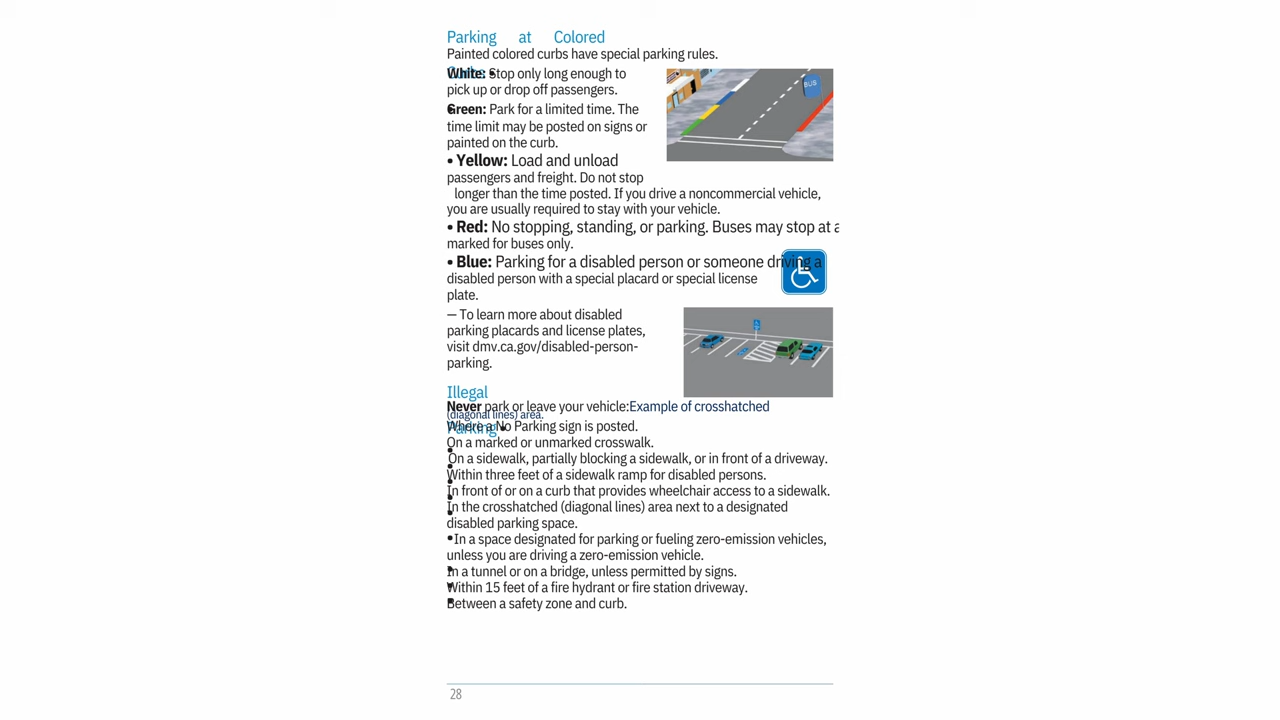 Parking at Colored
Painted colored curbs have special parking rules.
White: Stop only long enough to
pick up or drop off passengers.
Green: Park for a limited time. The
time limit may be posted on signs or
painted on the curb.
• Yellow: Load and unload
passengers and freight. Do not stop
longer than the time posted. If you drive a noncommercial vehicle,
you are usually required to stay with your vehicle.
• Red: No stopping, standing, or parking. Buses may stop at a
marked for buses only.
• Blue: Parking for a disabled person or someone driving a
disabled person with a special placard or special license
plate.
— To learn more about disabled
parking placards and license plates,
visit dmv.ca.gov/disabled-person-
parking.
BUS
Illegal
Never park or leave your vehicle:Example of crosshatched
(diagonal lines) area.
Parking •
Where a No Parking sign is posted.
On a marked or unmarked crosswalk.
On a sidewalk, partially blocking a sidewalk, or in front of a driveway.
Within three feet of a sidewalk ramp for disabled persons.
In front of or on a curb that provides wheelchair access to a sidewalk.
In the crosshatched (diagonal lines) area next to a designated
disabled parking space.
• In a space designated for parking or fueling zero-emission vehicles,
unless you are driving a zero-emission vehicle.
In a tunnel or on a bridge, unless permitted by signs.
Within 15 feet of a fire hydrant or fire station driveway.
Between a safety zone and curb.
28